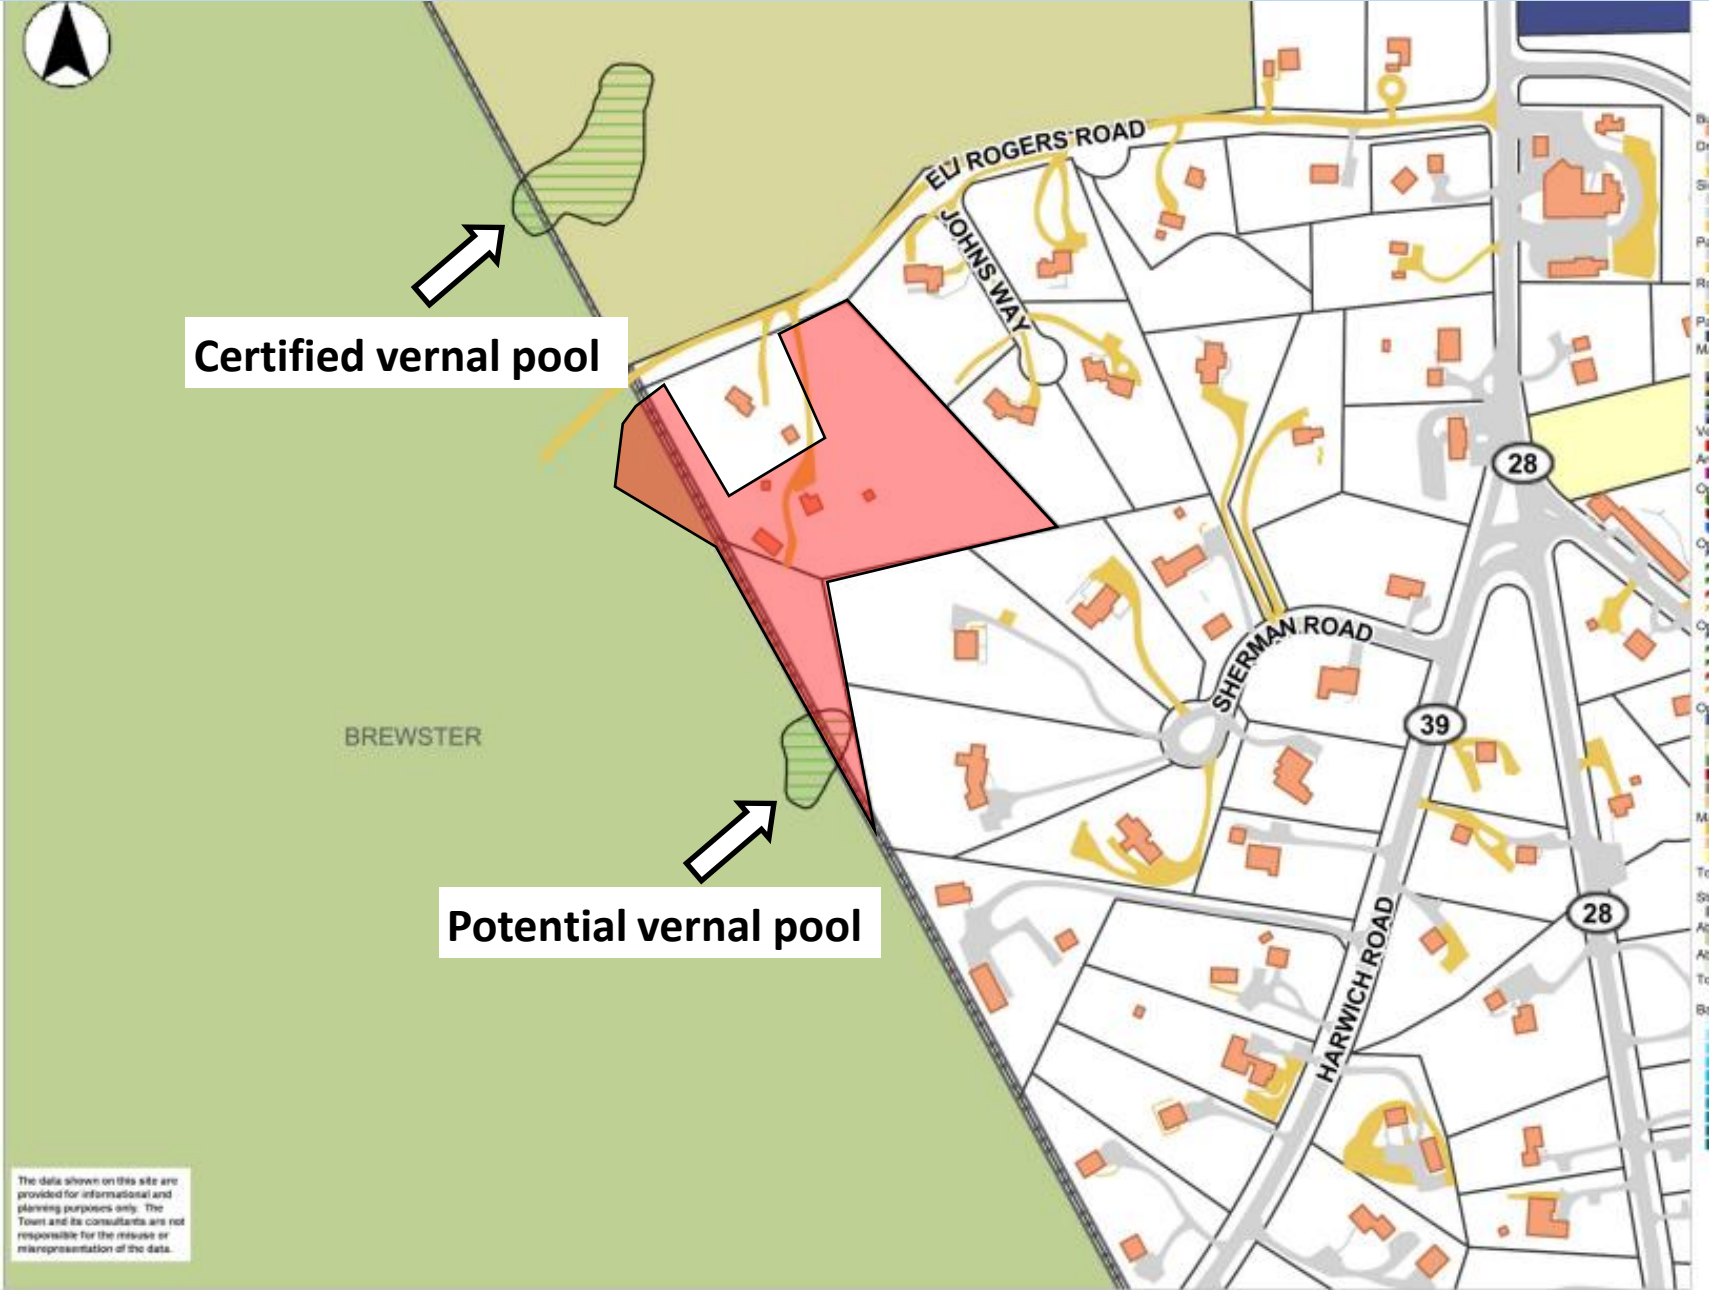 ELI ROGERS ROAD
JOHNS WAY
Certified vernal pool
28
SHERMAN ROAD
39
BREWSTER
Potential vernal pool
28
HARWICH ROAD
The data shown on this site are
provided for informational and
planning purposes only. The
Town and its consultants are not
responsible for the misuse or
misrepresentation of the data.